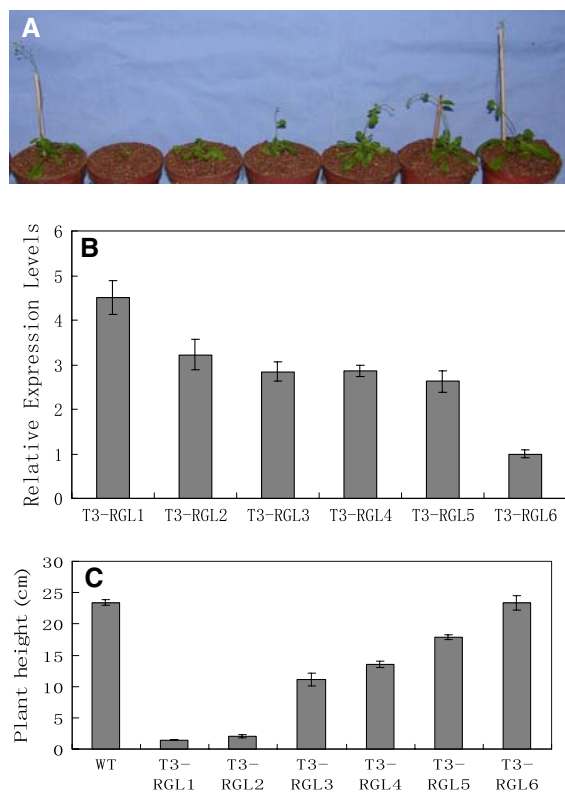 A
B
Relative Expression Levels
6
5
4
3
2
1
0
T3-RGL1 T3-RGL2 T3-RGL3 T3-RGL4 T3-RGL5 T3-RGL6
C
Plant height (cm)
30
25
20
15
10
5
0
WT T3- T3- T3- T3- T3- T3-
RGL1 RGL2 RGL3 RGL4 RGL5 RGL6